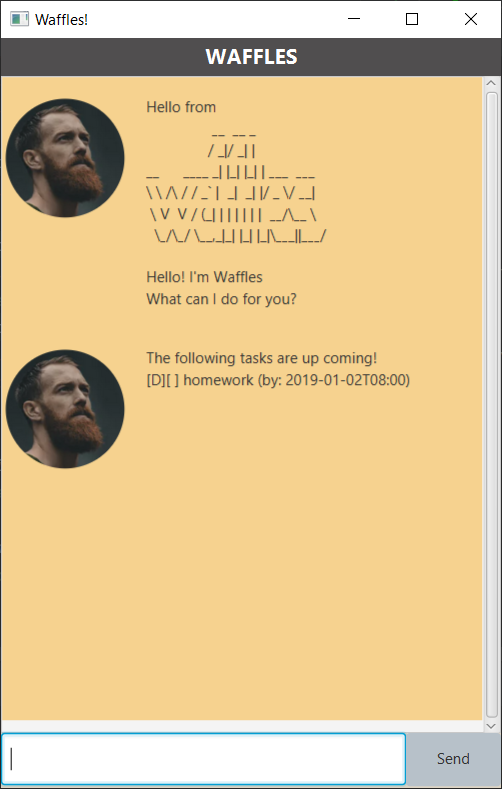 Waffles!
WAFFLES
Hello from
__ __ _
/ _|/ _| |
__ ____ _| |_| |_| | ___ ___
\ \ /\ / / _` | _| _| |/ _ \/ __|
\ V V / (_| | | | | | | __/\__ \
\_/\_/ \__,_|_| |_| |_|\___||___/
Hello! I'm Waffles
What can I do for you?
The following tasks are up coming!
[D][ ] homework (by: 2019-01-02T08:00)
Send